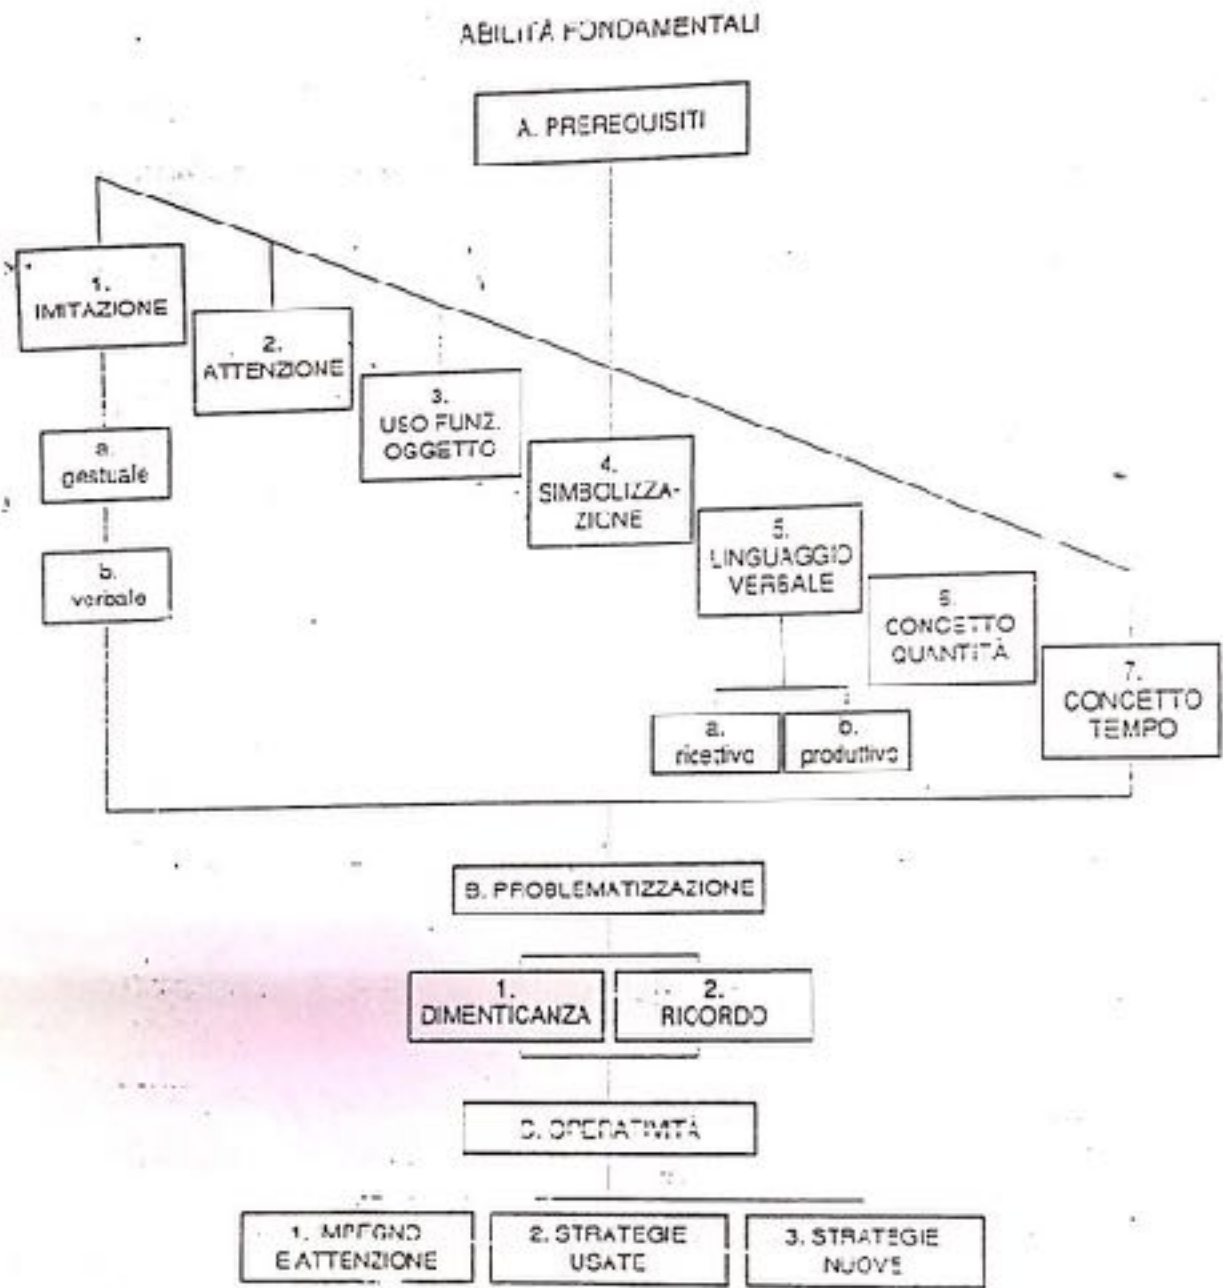 ABILITÀ FONDAMENTALI
A. PREREQUISITI
1.
IMITAZIONE
a.
gestuale
b.
verbale
2.
ATTENZIONE
3.
USO FUNZ.
OGGETTO
4.
SIMBOLIZZA-
ZIONE
5.
LINGUAGGIO
VERBALE
a.
ricettivo
b.
produttivo
6.
CONCETTO
QUANTITÀ
7.
CONCETTO
TEMPO
B. PROBLEMATIZZAZIONE
1.
DIMENTICANZA
2.
RICORDO
C. OPERATIVITÀ
1. IMPEGNO
E ATTENZIONE
2. STRATEGIE
USATE
3. STRATEGIE
NUOVE